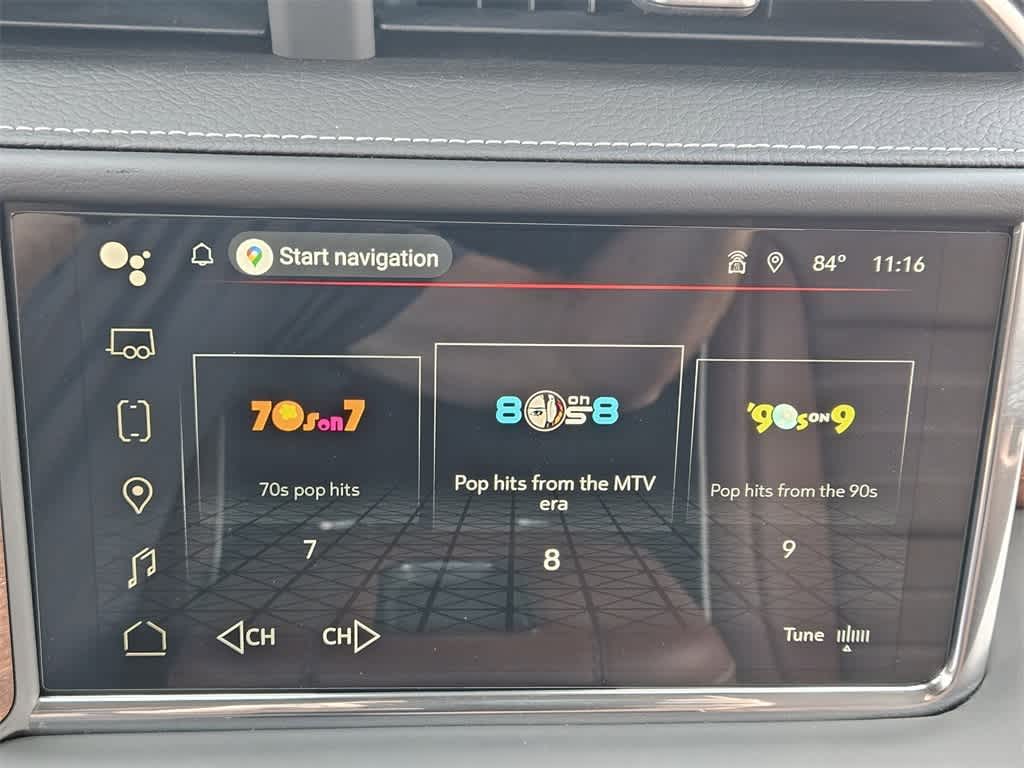 Start navigation
84°
11:16
70s on 7
80s on 8
'90s ON 9
70s pop hits
Pop hits from the MTV
era
Pop hits from the 90s
7
8
9
CH
CH
Tune